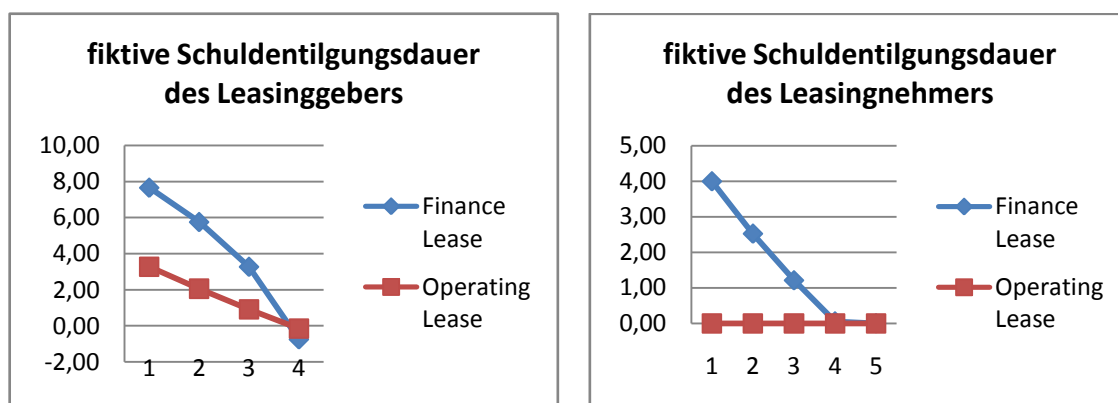 fiktive Schuldentilgungsdauer
des Leasinggebers
10,00
8,00
6,00
4,00
2,00
0,00
-2,00
1 2 3 4
Finance
Lease
Operating
Lease
fiktive Schuldentilgungsdauer
des Leasingnehmers
5,00
4,00
3,00
2,00
1,00
0,00
1 2 3 4 5
Finance
Lease
Operating
Lease